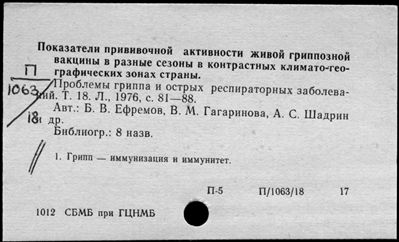 Показатели прививочной активности живой гриппозной
вакцины в разные сезоны в контрастных климато-гео-
графических зонах страны.
П
1063
18
Проблемы гриппа и острых респираторных заболева-
ний. Т. 18. Л., 1976, с. 81—88.
Авт.: Б. В. Ефремов, В. М. Гагаринова, А. С. Шадрин
и др.
Библиогр.: 8 назв.
1. Грипп — иммунизация и иммунитет.
П-5 П/1063/18 17
1012 СБМБ при ГЦНМБ